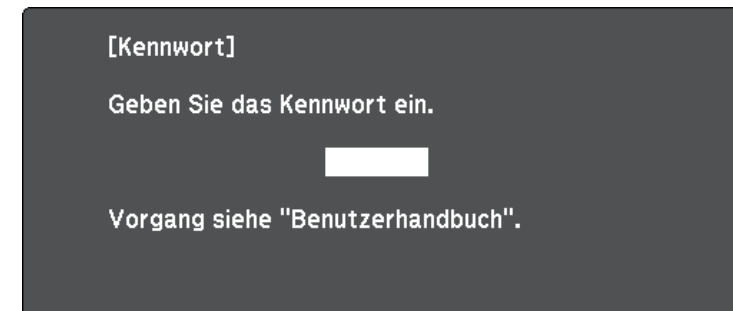 [Kennwort]
Geben Sie das Kennwort ein.
Vorgang siehe "Benutzerhandbuch".